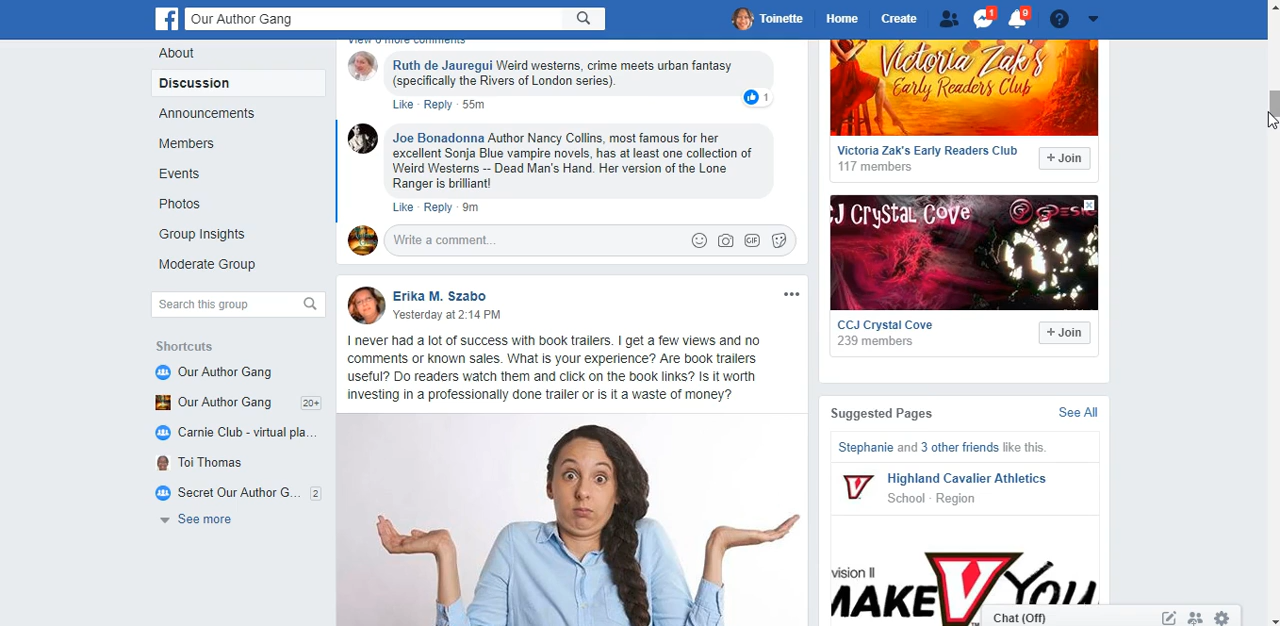 Our Author Gang
Toinette
Home
Create
1
9
About
Discussion
Announcements
Members
Events
Photos
Group Insights
Moderate Group
Search this group
Shortcuts
Our Author Gang
Our Author Gang 20+
Carnie Club - virtual pla...
Toi Thomas
Secret Our Author G... 2
See more
View 6 more comments
Ruth de Jauregui Weird westerns, crime meets urban fantasy
(specifically the Rivers of London series).
1
Like · Reply · 55m
Joe Bonadonna Author Nancy Collins, most famous for her
excellent Sonja Blue vampire novels, has at least one collection of
Weird Westerns -- Dead Man's Hand. Her version of the Lone
Ranger is brilliant!
Like · Reply · 9m
Write a comment...
GIF
Erika M. Szabo
Yesterday at 2:14 PM
I never had a lot of success with book trailers. I get a few views and no
comments or known sales. What is your experience? Are book trailers
useful? Do readers watch them and click on the book links? Is it worth
investing in a professionally done trailer or is it a waste of money?
Victoria Zak's
Early Readers Club
Victoria Zak's Early Readers Club
117 members
+ Join
CJ Crystal Cove
CCJ Crystal Cove
239 members
+ Join
Suggested Pages
See All
Stephanie and 3 other friends like this.
Highland Cavalier Athletics
School · Region
vision II
MAKE YOU
Chat (Off)